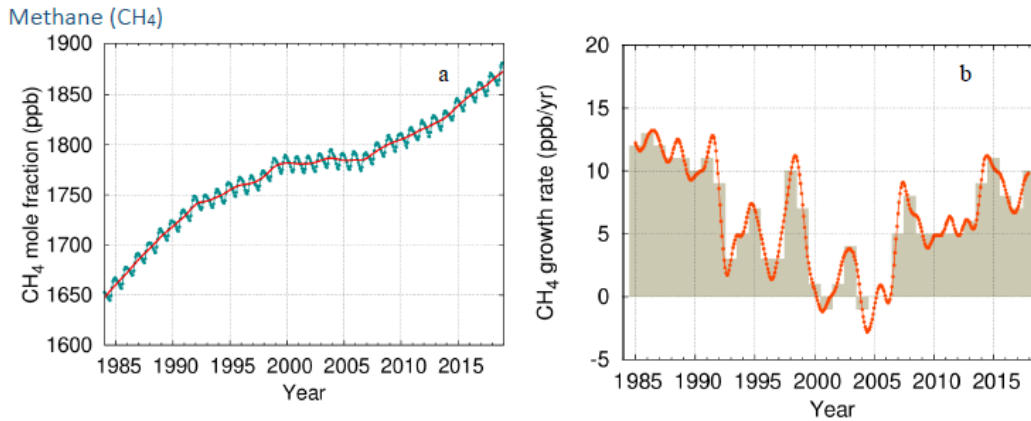 Methane (CH4)
CH4 mole fraction (ppb)
1900
1850
1800
1750
1700
1650
1600
a
1985 1990 1995 2000 2005 2010 2015
Year
CH4 growth rate (ppb/yr)
20
15
10
5
0
-5
b
1985 1990 1995 2000 2005 2010 2015
Year